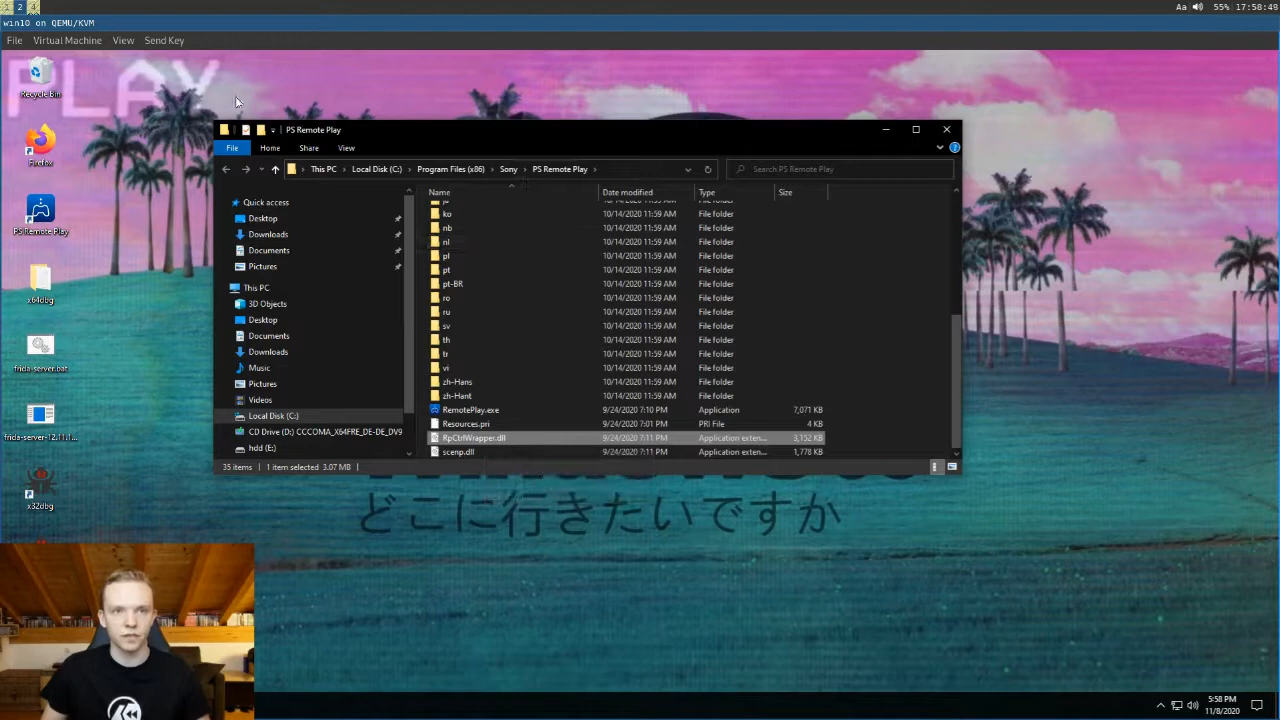 1 2 4
Aa 55% 17:58:49
win10 on QEMU/KVM
File Virtual Machine View Send Key
PLAY
Recycle Bin
Firefox
PS Remote Play
x64dbg
frida-server.bat
frida-server-12.11.1...
x32dbg
PS Remote Play
File Home Share View
This PC Local Disk (C:) Program Files (x86) Sony PS Remote Play
Search PS Remote Play
Quick access
Desktop
Downloads
Documents
Pictures
This PC
3D Objects
Desktop
Documents
Downloads
Music
Pictures
Videos
Local Disk (C:)
CD Drive (D:) CCCOMA_X64FRE_DE-DE_DV9
hdd (E:)
Name Date modified Type Size
ja 10/14/2020 11:59 AM File folder
ko 10/14/2020 11:59 AM File folder
nb 10/14/2020 11:59 AM File folder
nl 10/14/2020 11:59 AM File folder
pl 10/14/2020 11:59 AM File folder
pt 10/14/2020 11:59 AM File folder
pt-BR 10/14/2020 11:59 AM File folder
ro 10/14/2020 11:59 AM File folder
ru 10/14/2020 11:59 AM File folder
sv 10/14/2020 11:59 AM File folder
th 10/14/2020 11:59 AM File folder
tr 10/14/2020 11:59 AM File folder
vi 10/14/2020 11:59 AM File folder
zh-Hans 10/14/2020 11:59 AM File folder
zh-Hant 10/14/2020 11:59 AM File folder
RemotePlay.exe 9/24/2020 7:10 PM Application 7,071 KB
Resources.pri 9/24/2020 7:01 PM PRI File 4 KB
RpCtrlWrapper.dll 9/24/2020 7:11 PM Application exten... 3,152 KB
scenp.dll 9/24/2020 7:11 PM Application exten... 1,778 KB
35 items 1 item selected 3.07 MB
どこに行きたいですか
5:58 PM
11/8/2020